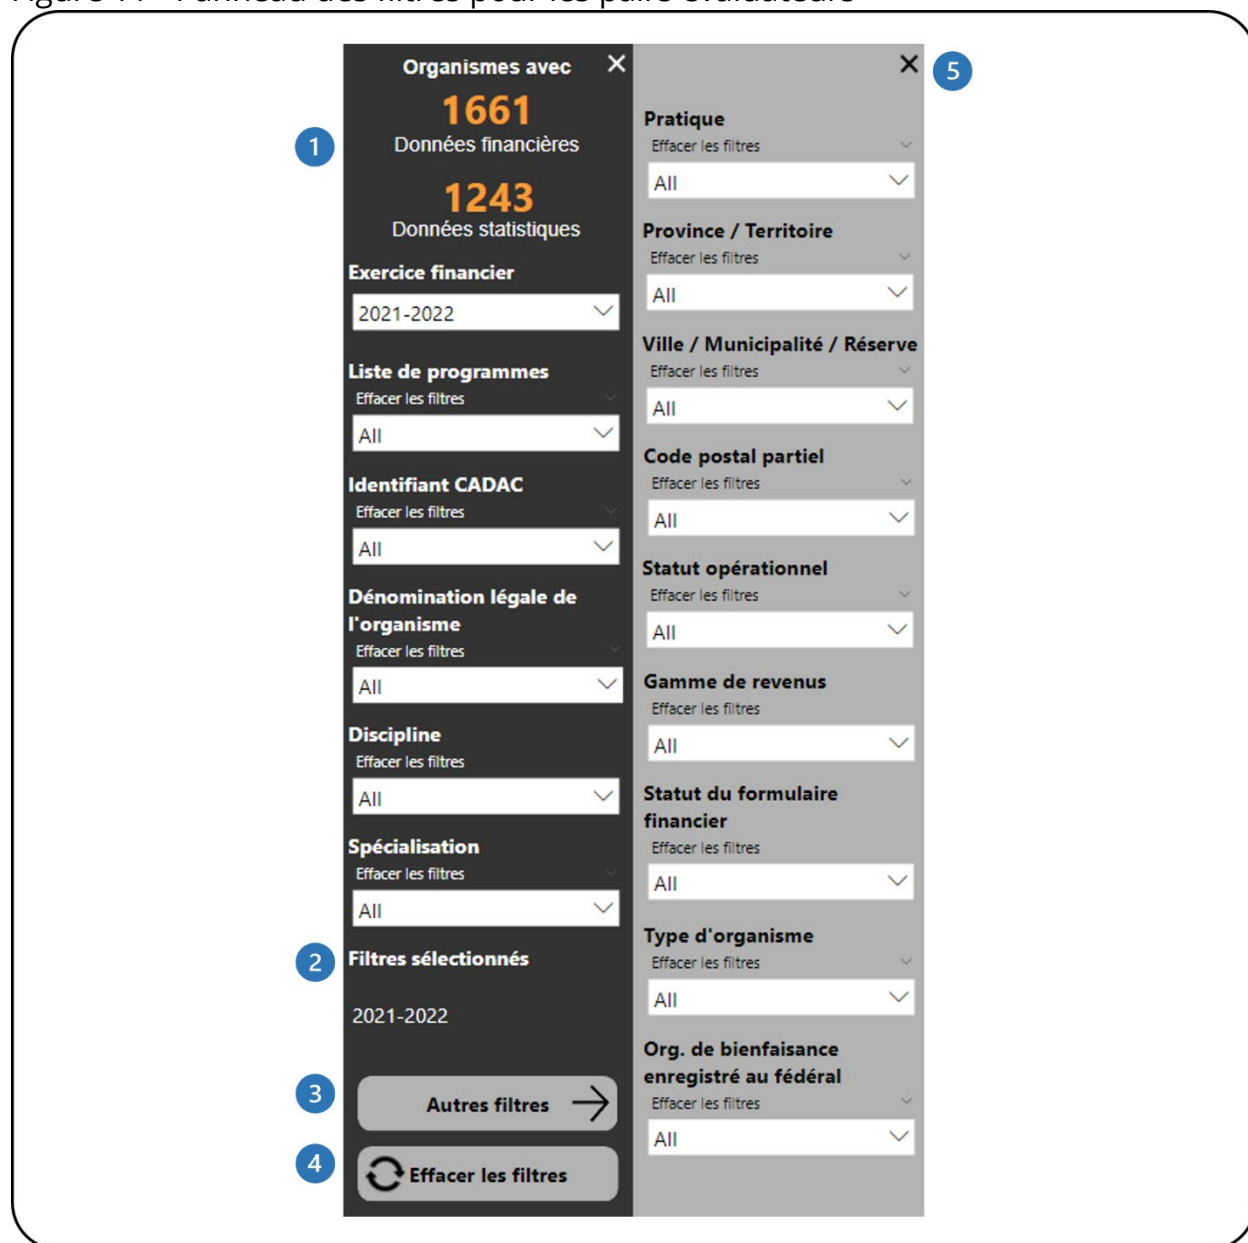 Organismes avec
1
1661
Données financières
1243
Données statistiques
Exercice financier
2021-2022
Liste de programmes
Effacer les filtres
All
Identifiant CADAC
Effacer les filtres
All
Dénomination légale de
l'organisme
Effacer les filtres
All
Discipline
Effacer les filtres
All
Spécialisation
Effacer les filtres
All
2
Filtres sélectionnés
2021-2022
3
Autres filtres
4
Effacer les filtres
5
Pratique
Effacer les filtres
All
Province / Territoire
Effacer les filtres
All
Ville / Municipalité / Réserve
Effacer les filtres
All
Code postal partiel
Effacer les filtres
All
Statut opérationnel
Effacer les filtres
All
Gamme de revenus
Effacer les filtres
All
Statut du formulaire
financier
Effacer les filtres
All
Type d'organisme
Effacer les filtres
All
Org. de bienfaisance
enregistré au fédéral
Effacer les filtres
All